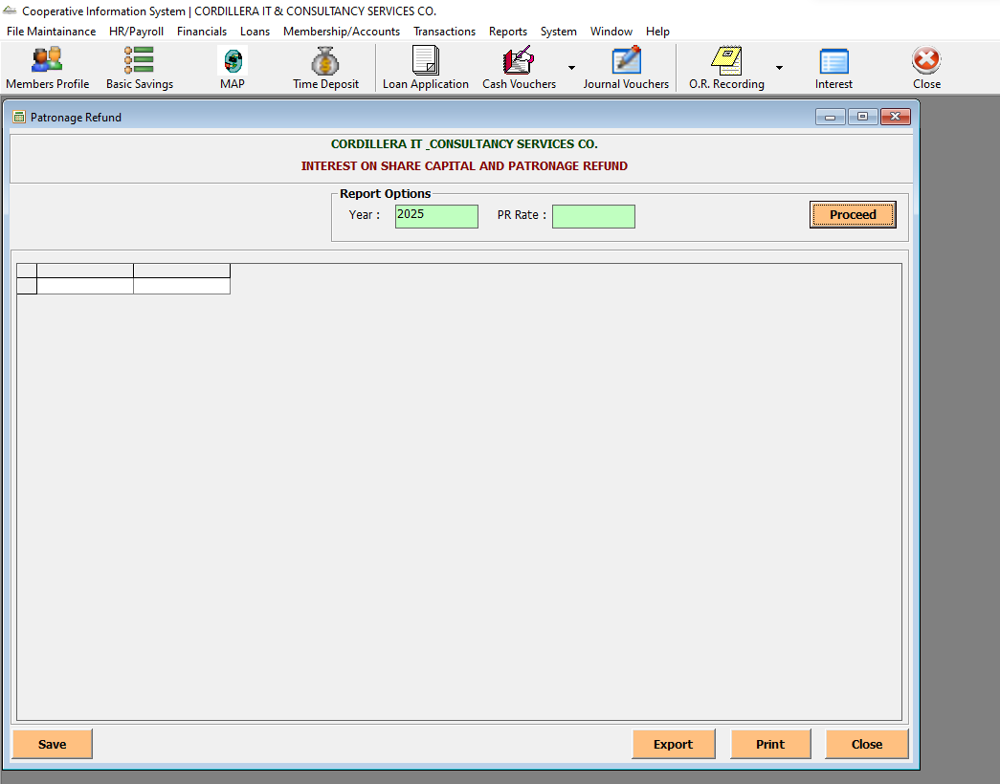 Cooperative Information System | CORDILLERA IT & CONSULTANCY SERVICES CO.
File Maintainance HR/Payroll Financials Loans Membership/Accounts Transactions Reports System Window Help
Members Profile Basic Savings MAP Time Deposit Loan Application Cash Vouchers Journal Vouchers O.R. Recording Interest Close
Patronage Refund
CORDILLERA IT _CONSULTANCY SERVICES CO.
INTEREST ON SHARE CAPITAL AND PATRONAGE REFUND
Report Options
Year : 2025 PR Rate : Proceed
Save Export Print Close